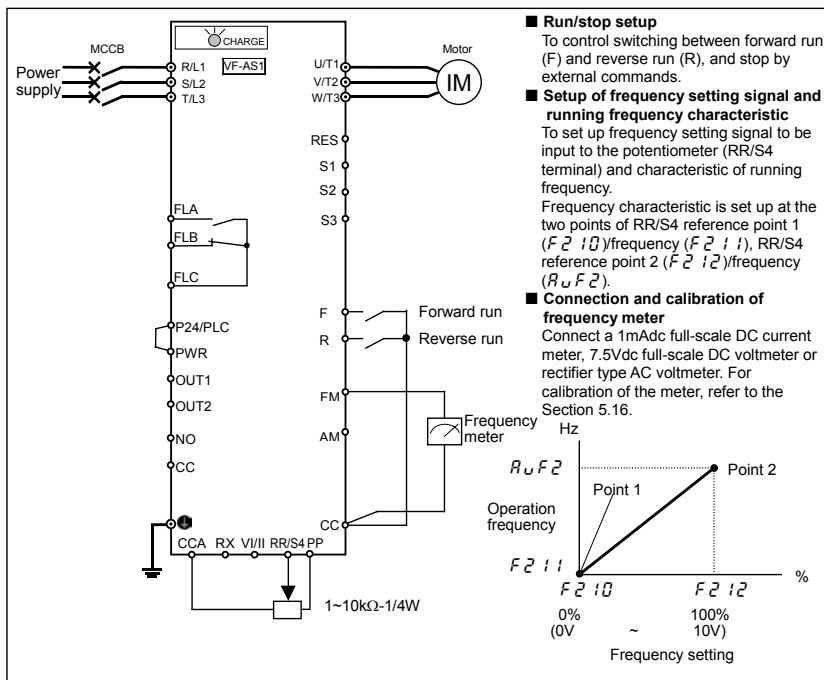 CHARGE
MCCB
VF-AS1
Power
supply
R/L1
S/L2
T/L3
U/T1
V/T2
W/T3
Motor
IM
RES
S1
S2
S3
FLA
FLB
FLC
F
Forward run
R
Reverse run
P24/PLC
PWR
OUT1
OUT2
NO
CC
FM
AM
Frequency
meter
CC
CCA RX VI/II RR/S4 PP
1~10kΩ-1/4W
■ Run/stop setup
To control switching between forward run
(F) and reverse run (R), and stop by
external commands.
■ Setup of frequency setting signal and
running frequency characteristic
To set up frequency setting signal to be
input to the potentiometer (RR/S4
terminal) and characteristic of running
frequency.
Frequency characteristic is set up at the
two points of RR/S4 reference point 1
(F210)/frequency (F211), RR/S4
reference point 2 (F212)/frequency
(AuF2).
■ Connection and calibration of
frequency meter
Connect a 1mAdc full-scale DC current
meter, 7.5Vdc full-scale DC voltmeter or
rectifier type AC voltmeter. For
calibration of the meter, refer to the
Section 5.16.
Hz
AuF2
Point 2
Point 1
Operation
frequency
F211
%
F210 F212
0% 100%
(0V ~ 10V)
Frequency setting